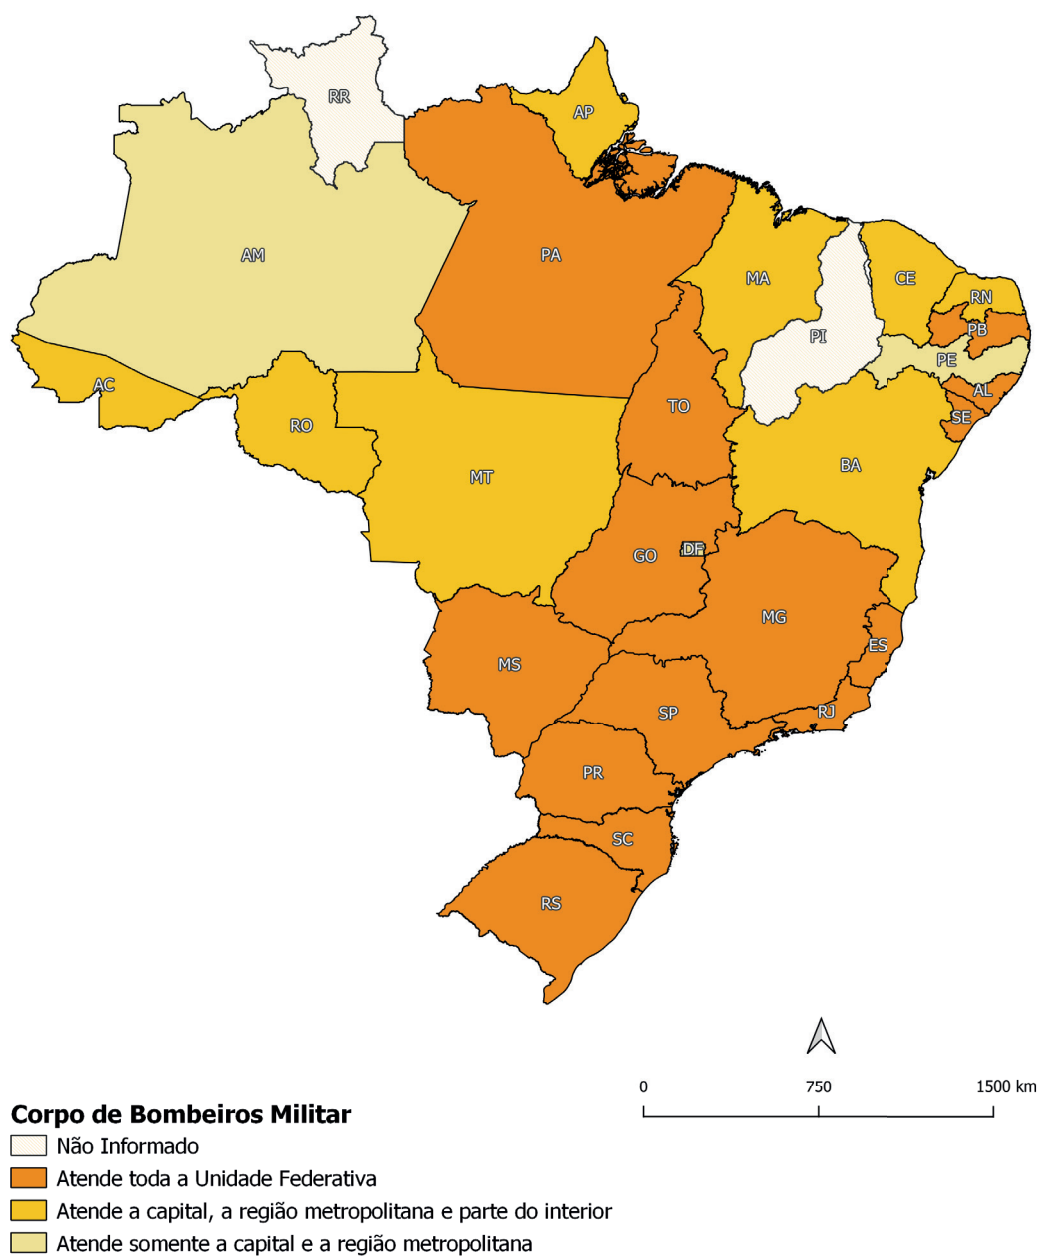 RR
AP
AM
PA
MA
CE
RN
PB
PI
PE
AC
AL
TO
SE
RO
BA
MT
DF
GO
MG
ES
MS
RJ
SP
PR
SC
RS
0 750 1500 km
Corpo de Bombeiros Militar
Não Informado
Atende toda a Unidade Federativa
Atende a capital, a região metropolitana e parte do interior
Atende somente a capital e a região metropolitana